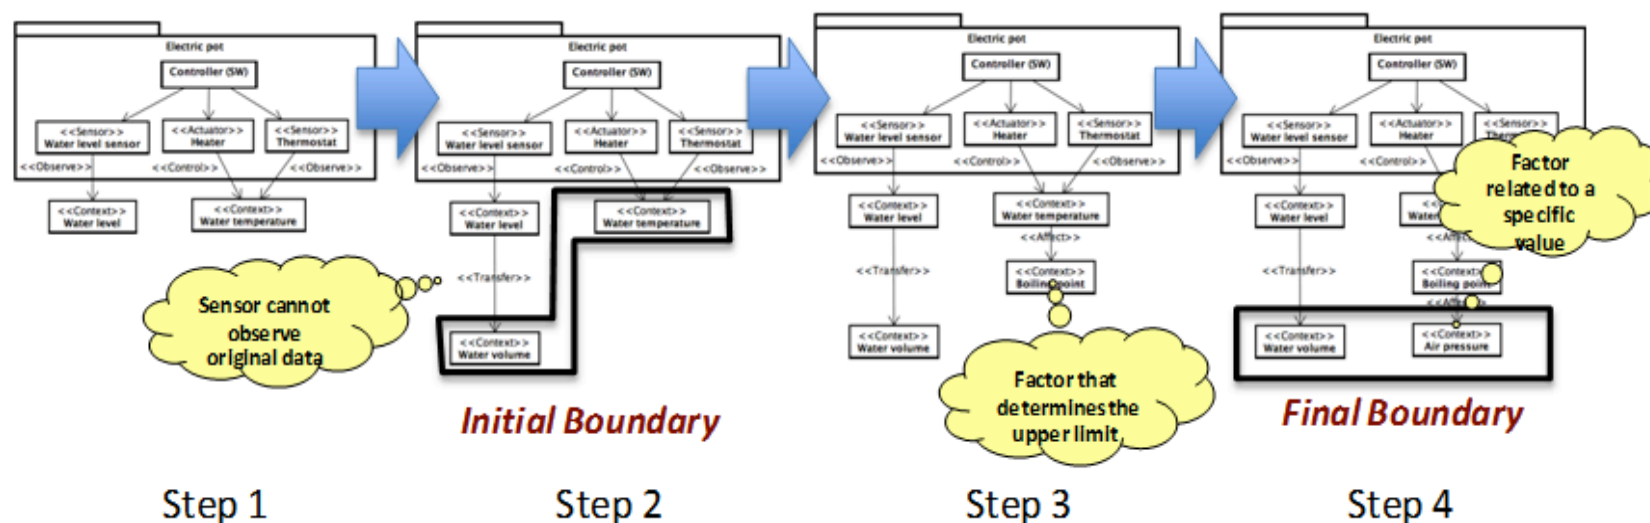 Electric pot
Controller (SW)
<<Sensor>>
Water level sensor
<<Actuator>>
Heater
<<Sensor>>
Thermostat
<<Observe>>
<<Control>>
<<Observe>>
<<Context>>
Water level
<<Context>>
Water temperature
Sensor cannot
observe
original data
Step 1
Electric pot
Controller (SW)
<<Sensor>>
Water level sensor
<<Actuator>>
Heater
<<Sensor>>
Thermostat
<<Observe>>
<<Control>>
<<Observe>>
<<Context>>
Water level
<<Context>>
Water temperature
<<Transfer>>
<<Context>>
Water volume
Initial Boundary
Step 2
Electric pot
Controller (SW)
<<Sensor>>
Water level sensor
<<Actuator>>
Heater
<<Sensor>>
Thermostat
<<Observe>>
<<Control>>
<<Observe>>
<<Context>>
Water level
<<Context>>
Water temperature
<<Affect>>
<<Transfer>>
<<Context>>
Boiling point
<<Context>>
Water volume
Factor that
determines the
upper limit
Step 3
Electric pot
Controller (SW)
<<Sensor>>
Water level sensor
<<Actuator>>
Heater
<<Sensor>>
<<Observe>>
<<Control>>
Factor
related to a
specific
value
<<Context>>
Water level
<<Transfer>>
<<Context>>
Boiling point
<<Affect>>
<<Context>>
Water volume
<<Context>>
Air pressure
Final Boundary
Step 4